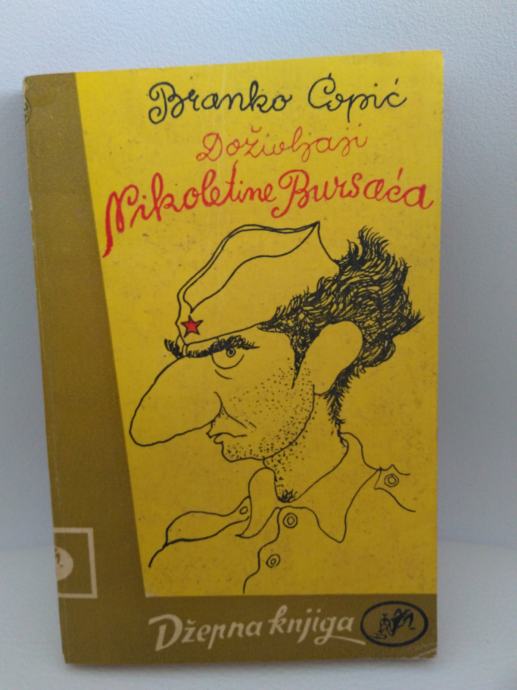 Branko Ćopić
Doživljaji
Nikoletine Bursaća
Džepna knjiga